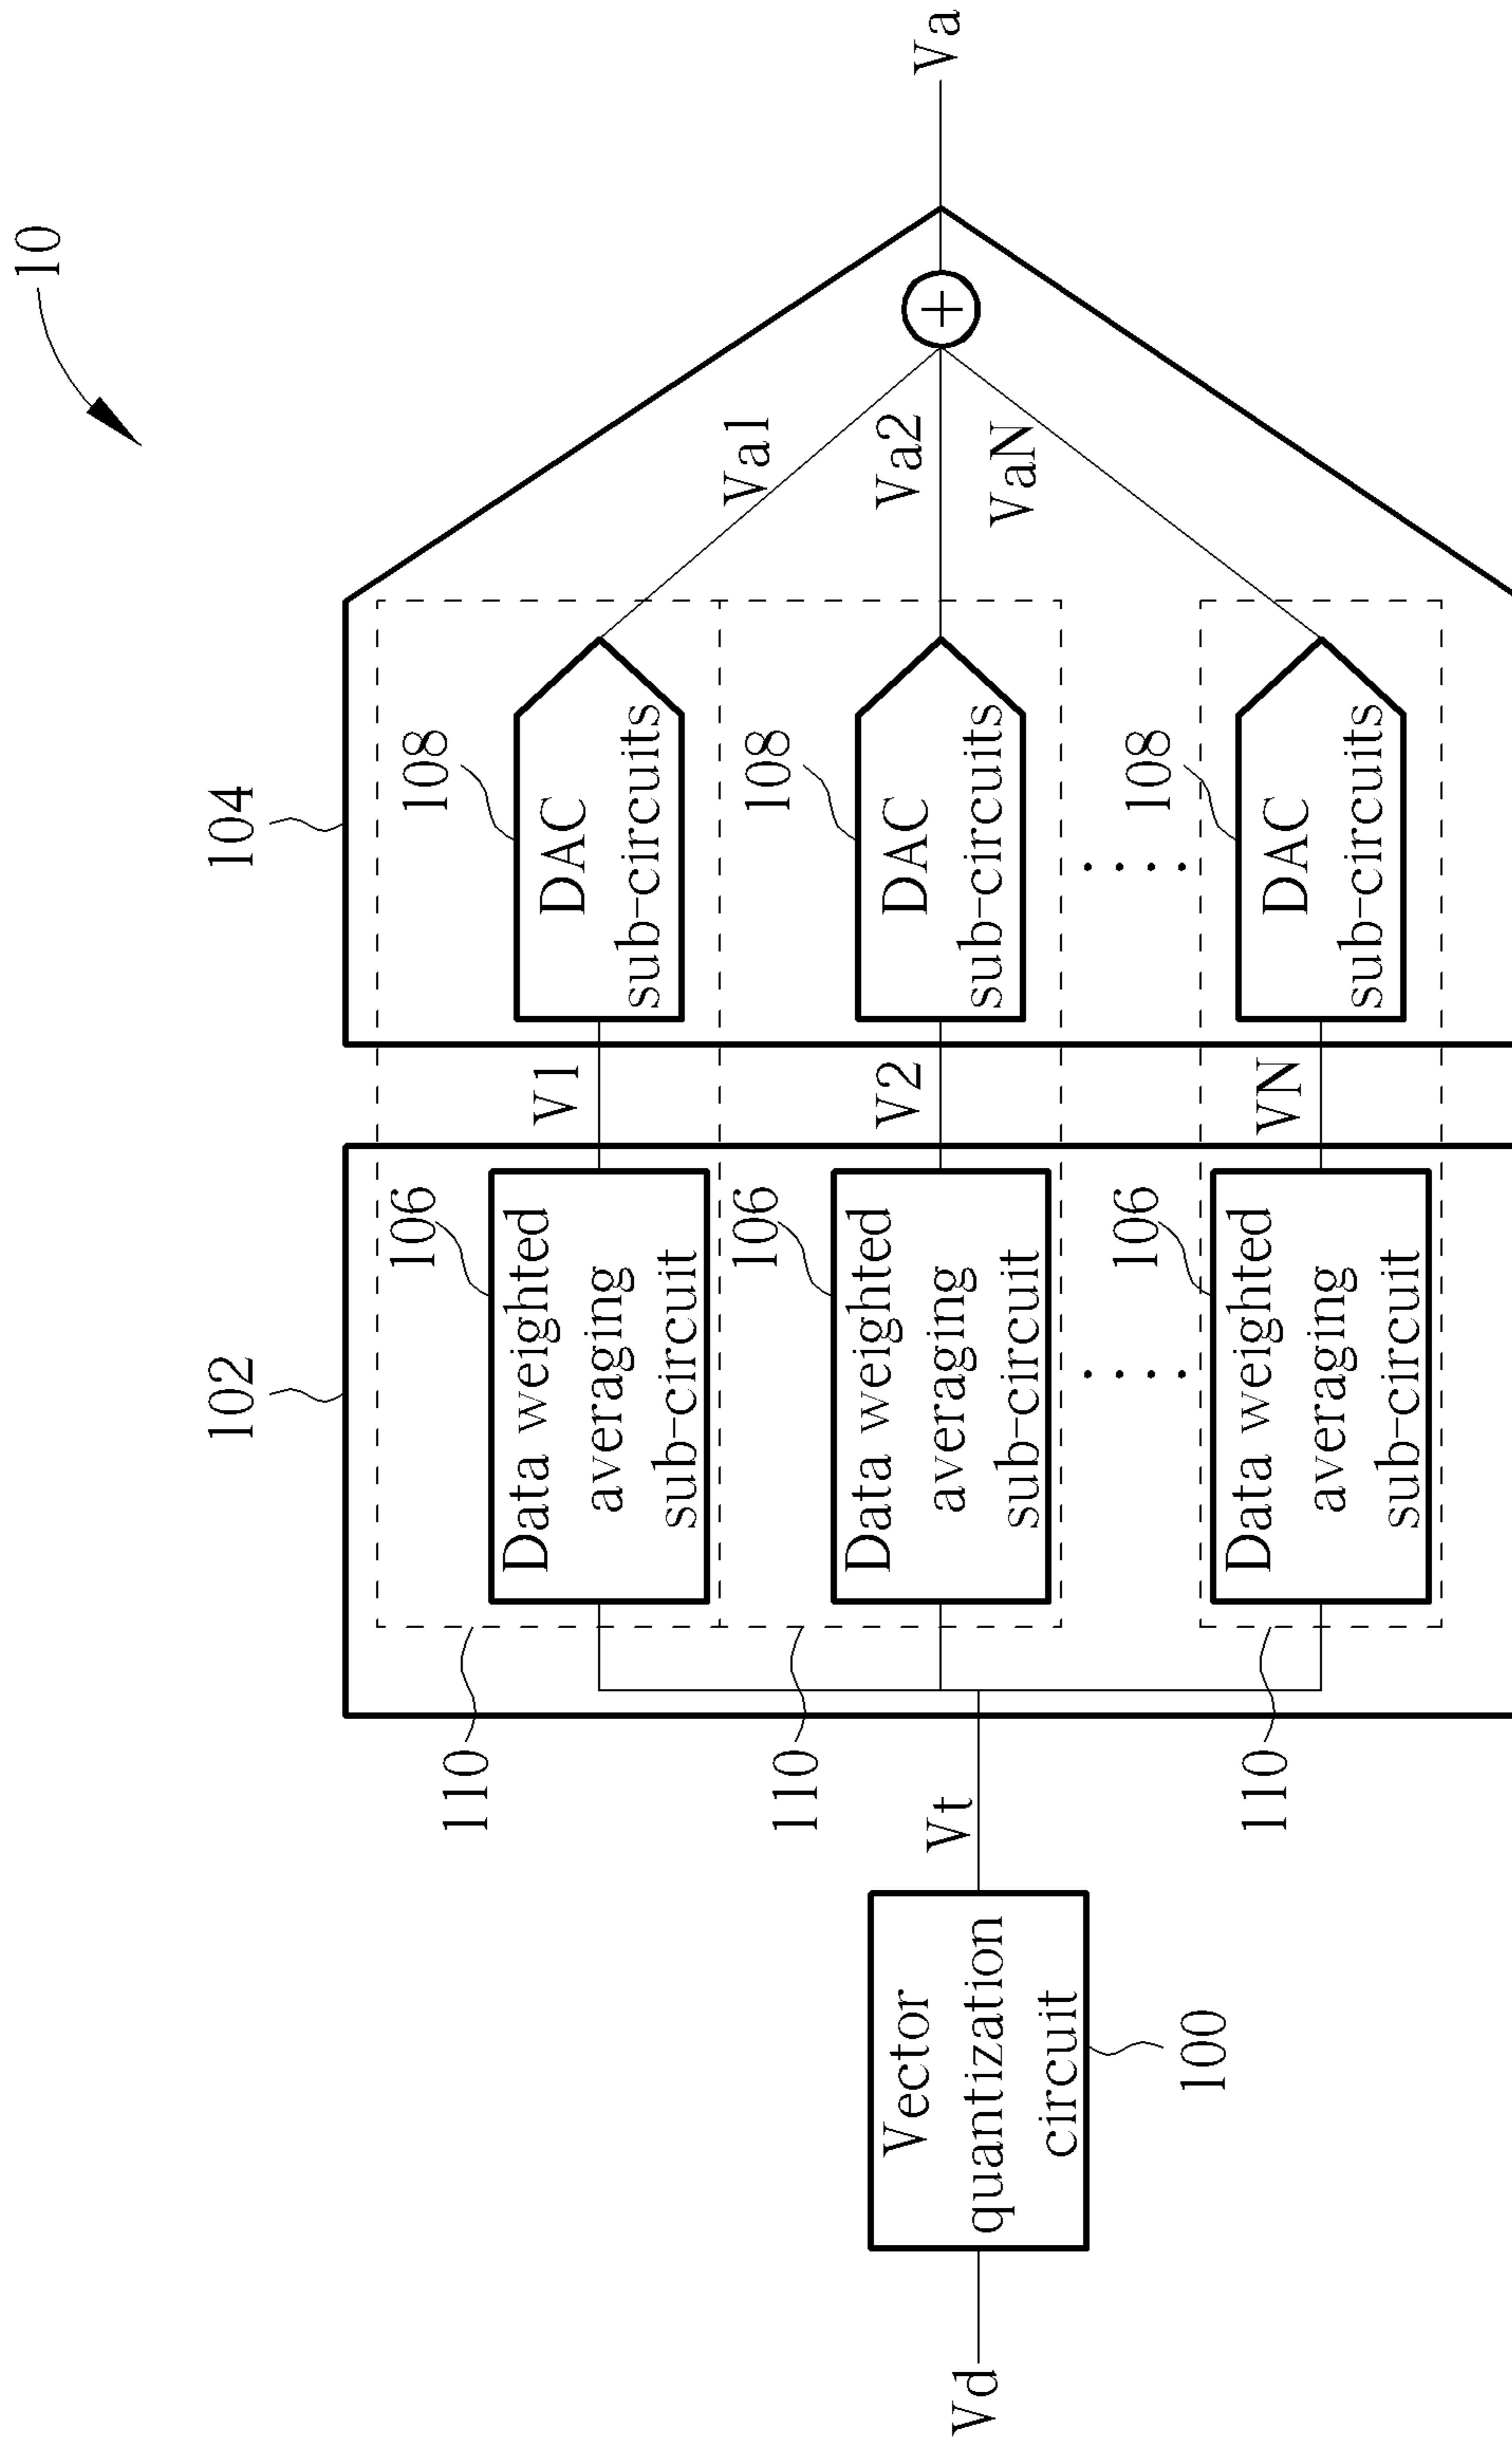 10
102
104
110
106
Data weighted
averaging
sub-circuit
V1
108
DAC
sub-circuits
Va1
110
106
Data weighted
averaging
sub-circuit
V2
108
DAC
sub-circuits
Va2
+
Va
Vd
Vector
quantization
circuit
100
Vt
VaN
110
106
Data weighted
averaging
sub-circuit
VN
108
DAC
sub-circuits